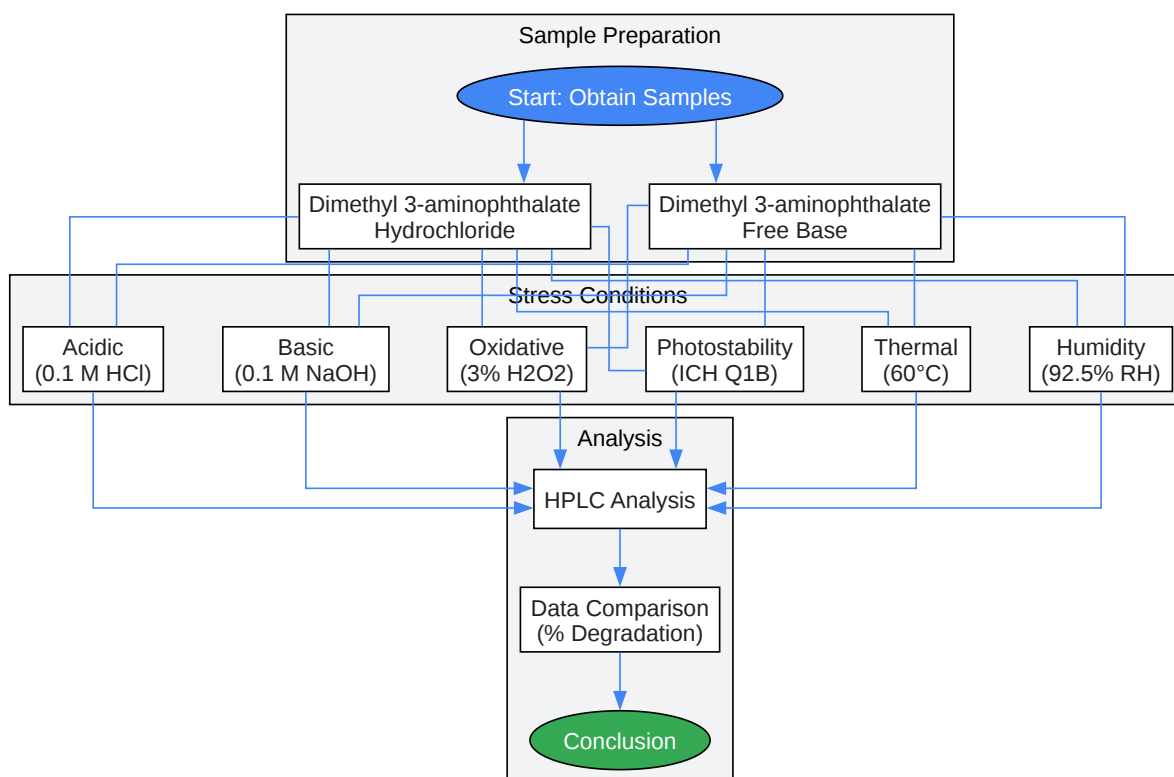 Sample Preparation
Start: Obtain Samples
Dimethyl 3-aminophthalate
Hydrochloride
Dimethyl 3-aminophthalate
Free Base
Stress Conditions
Acidic
(0.1 M HCl)
Basic
(0.1 M NaOH)
Oxidative
(3% H2O2)
Photostability
(ICH Q1B)
Thermal
(60°C)
Humidity
(92.5% RH)
Analysis
HPLC Analysis
Data Comparison
(% Degradation)
Conclusion